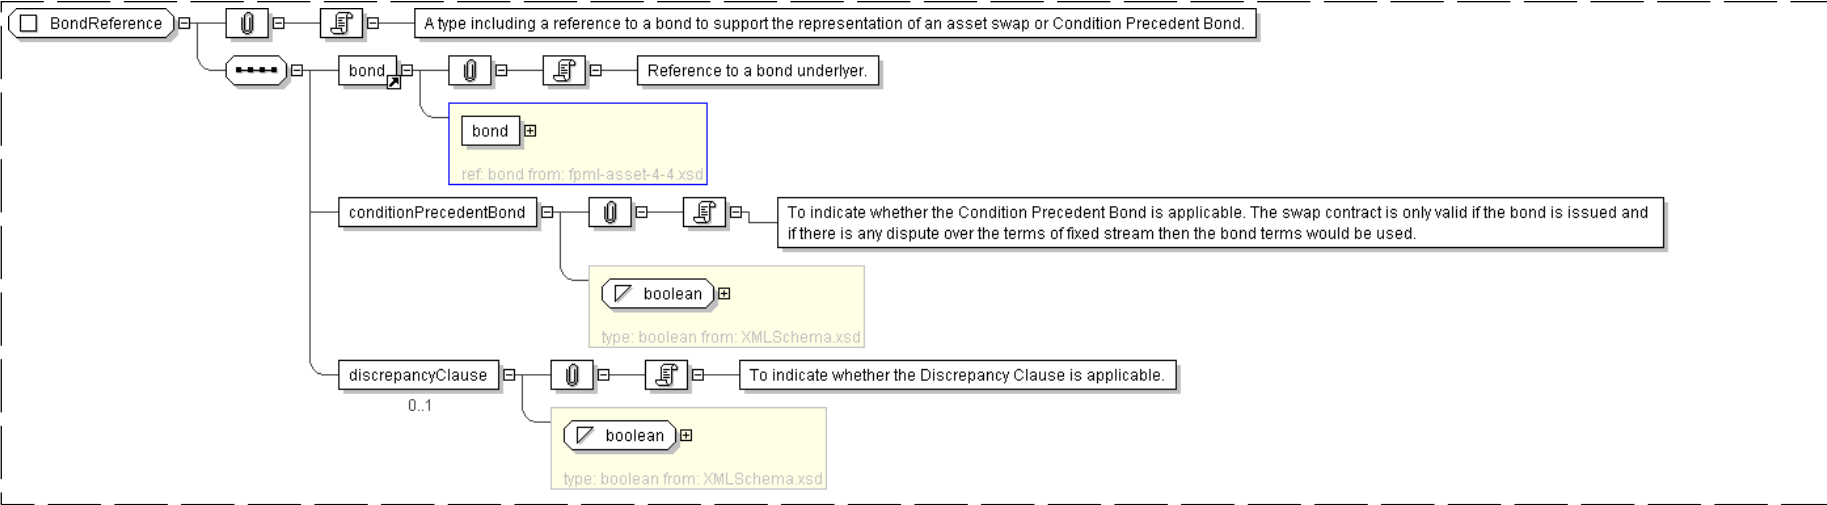 BondReference
A type including a reference to a bond to support the representation of an asset swap or Condition Precedent Bond.
bond
Reference to a bond underlyer.
bond
ref: bond from: fpml-asset-4-4.xsd
conditionPrecedentBond
To indicate whether the Condition Precedent Bond is applicable. The swap contract is only valid if the bond is issued and
if there is any dispute over the terms of fixed stream then the bond terms would be used.
boolean
type: boolean from: XMLSchema.xsd
discrepancyClause
To indicate whether the Discrepancy Clause is applicable.
0..1
boolean
type: boolean from: XMLSchema.xsd